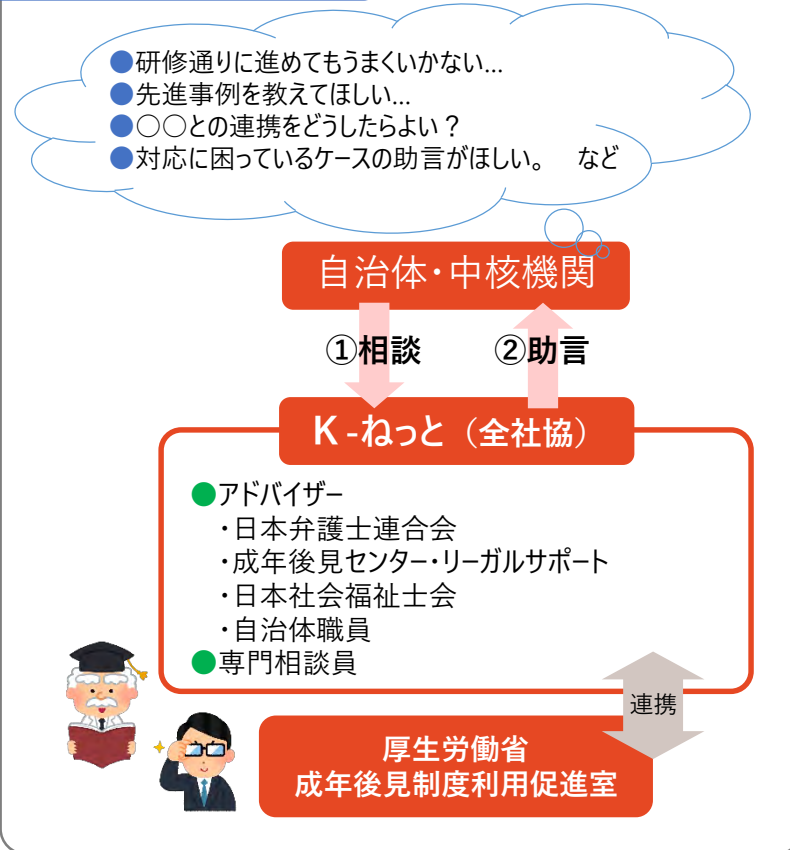 ●研修通りに進めてもうまくいかない…
●先進事例を教えてほしい…
●○○との連携をどうしたらよい？
●対応に困っているケースの助言がほしい。　など
自治体・中核機関
①相談　②助言
K-ねっと（全社協）
●アドバイザー
・日本弁護士連合会
・成年後見センター・リーガルサポート
・日本社会福祉士会
・自治体職員
●専門相談員
連携
厚生労働省
成年後見制度利用促進室